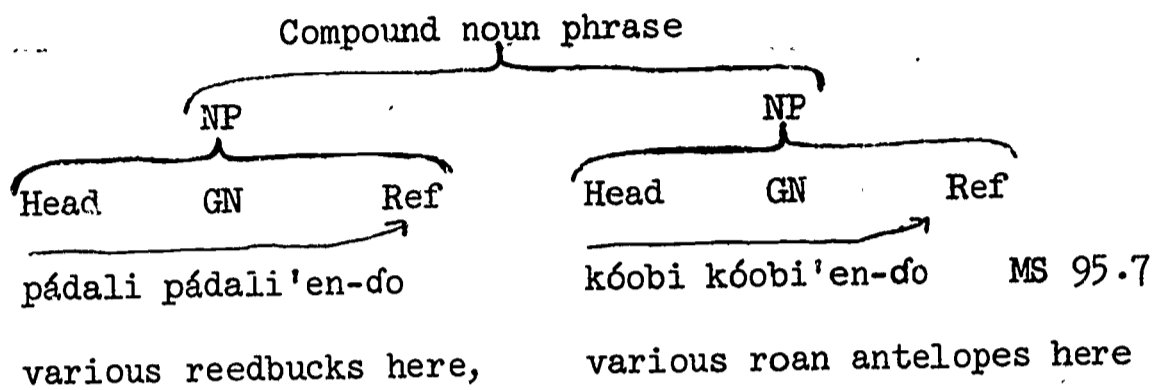 Compound noun phrase
NP NP
Head GN Ref Head GN Ref
pádali pádali'en-ɗo kóobi kóobi'en-ɗo MS 95.7
various reedbucks here, various roan antelopes here